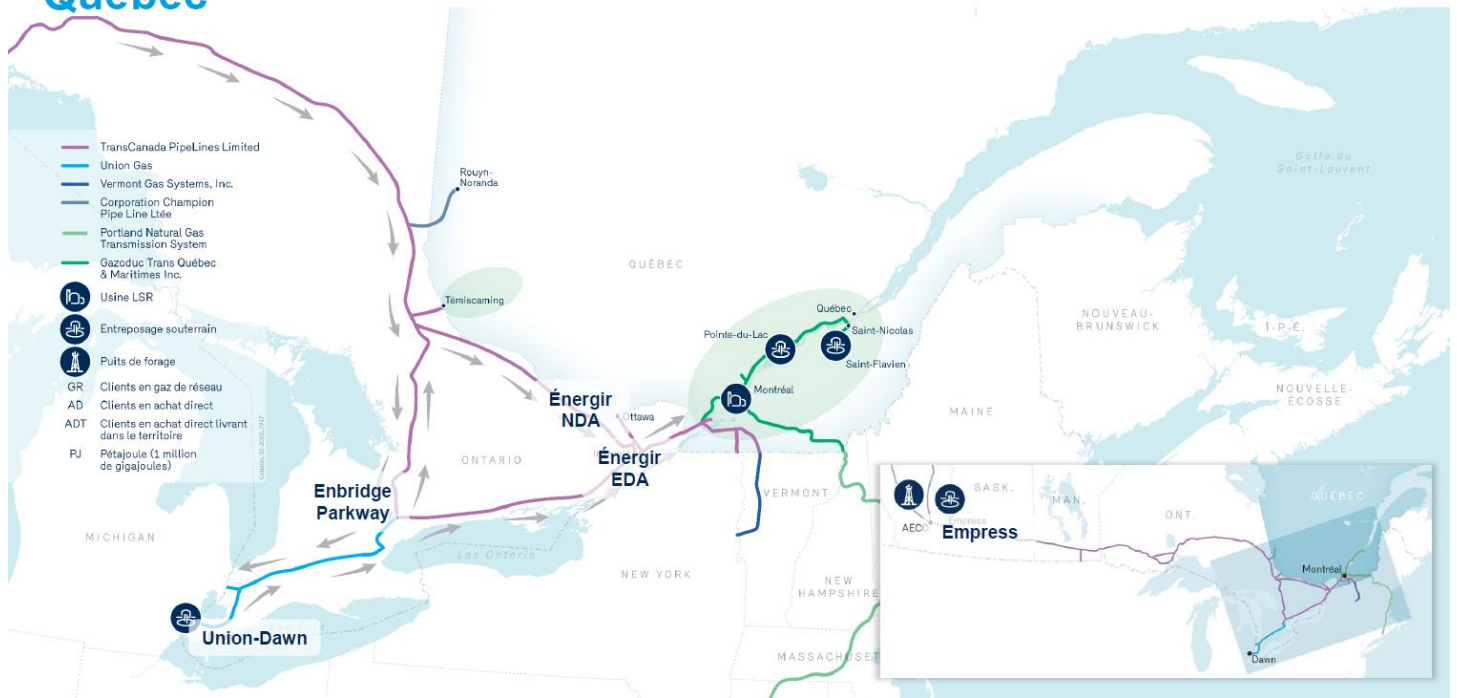 Québec
TransCanada PipeLines Limited
Union Gas
Vermont Gas Systems, Inc.
Corporation Champion
Pipe Line Ltée
Portland Natural Gas
Transmission System
Gazoduc Trans Québec
& Maritimes Inc.
Usine LSR
Entreposage souterrain
Puits de forage
GR Clients en gaz de réseau
AD Clients en achat direct
ADT Clients en achat direct livrant
dans le territoire
PJ Pétajoule (1 million
de gigajoules)
Rouyn-
Noranda
Témiscaming
QUÉBEC
Golfe du
Saint-Laurent
Québec
Saint-Nicolas
Pointe-du-Lac
Saint-Flavien
Montréal
NOUVEAU-
BRUNSWICK
Î-P-É.
NOUVELLE-
ÉCOSSE
MAINE
Énergir
NDA
Ottawa
Énergir
EDA
ONTARIO
Enbridge
Parkway
MICHIGAN
Lac Ontario
VERMONT
NEW YORK
NEW
HAMPSHIRE
MASSACHUSET
Union-Dawn
SASK.
MAN.
ONT.
QUÉBEC
AECO
Empress
Empress
Montréal
Dawn